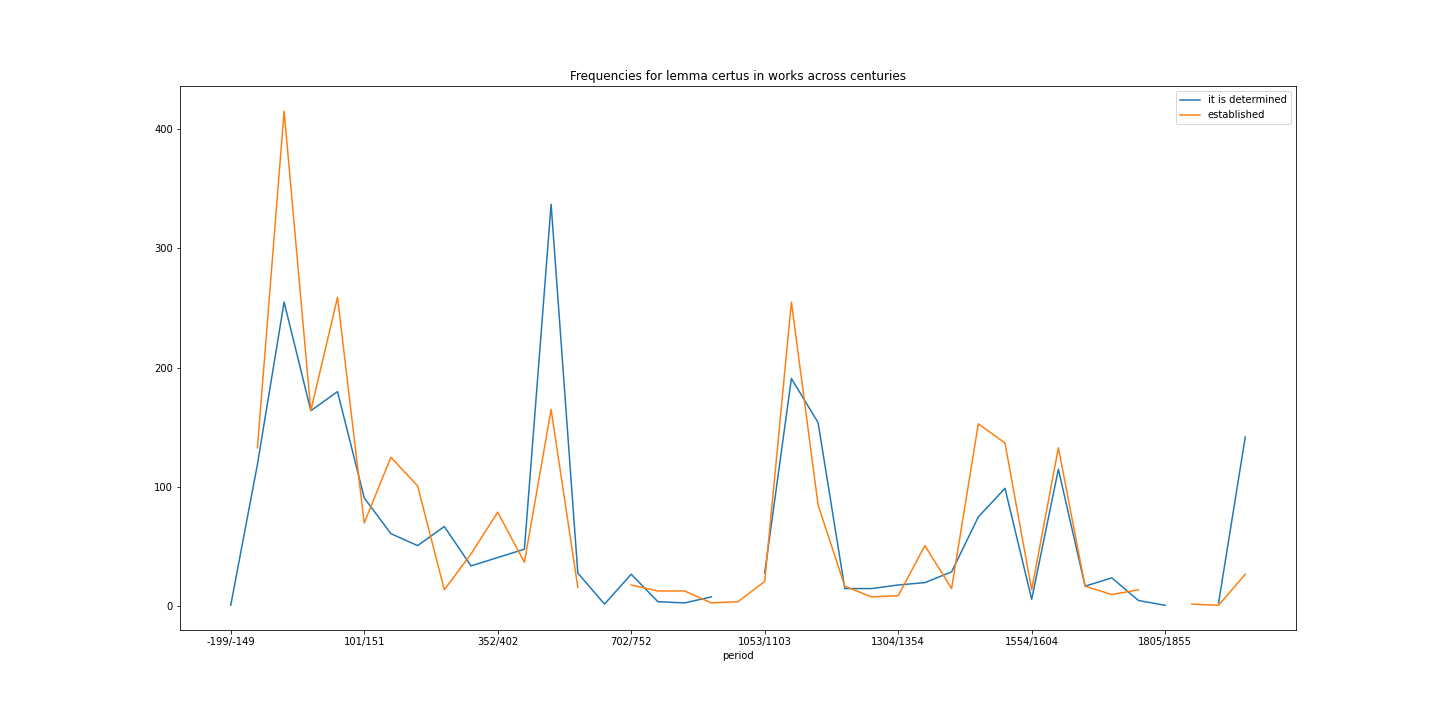 Frequencies for lemma certus in works across centuries
it is determined
established
400
300
200
100
0
-199/-149 101/151 352/402 702/752 1053/1103 1304/1354 1554/1604 1805/1855
period